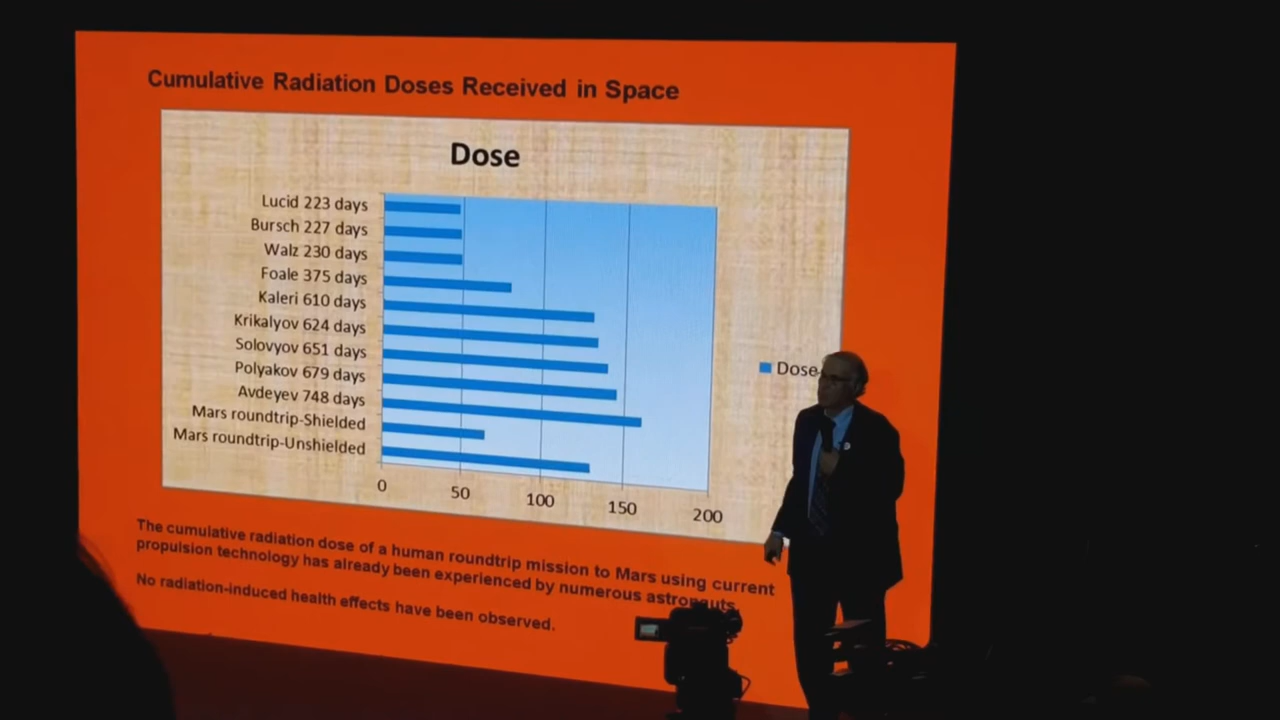 Cumulative Radiation Doses Received in Space
Dose
Lucid 223 days
Bursch 227 days
Walz 230 days
Foale 375 days
Kaleri 610 days
Krikalyov 624 days
Solovyov 651 days
Polyakov 679 days
Avdeyev 748 days
Mars roundtrip-Shielded
Mars roundtrip-Unshielded
0 50 100 150 200
Dose
The cumulative radiation dose of a human roundtrip mission to Mars using current
propulsion technology has already been experienced by numerous astronauts.
No radiation-induced health effects have been observed.